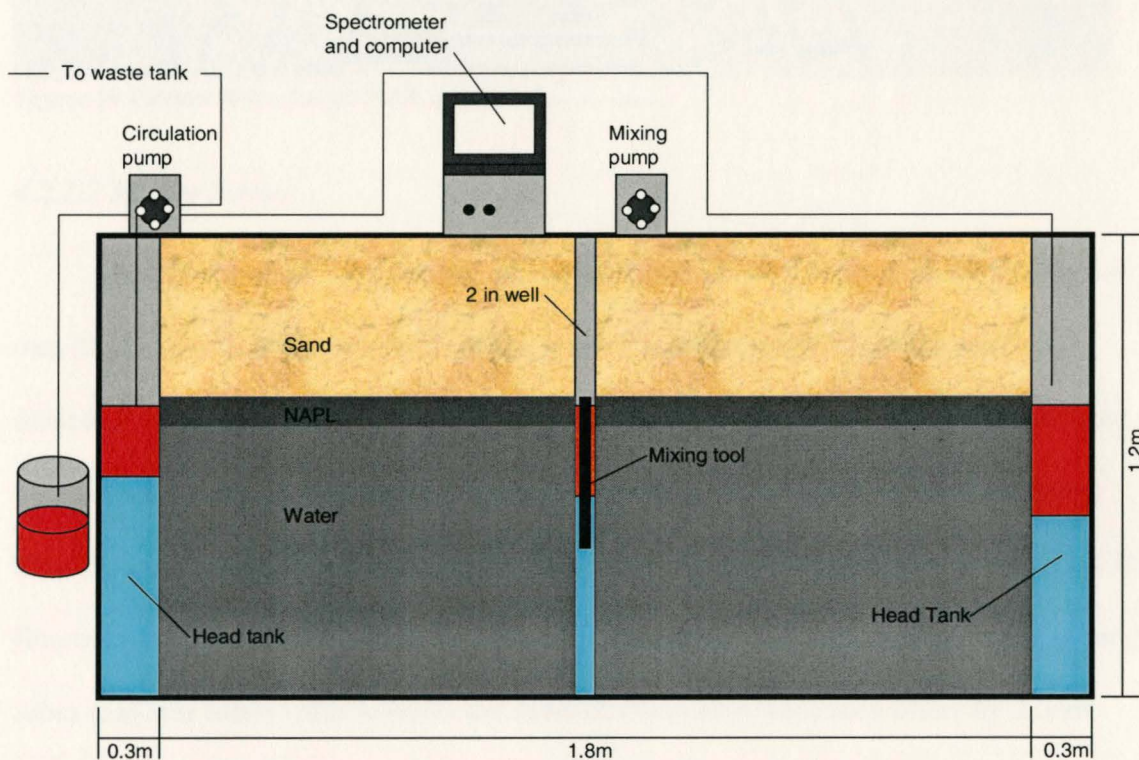 Spectrometer
and computer
To waste tank
Circulation
pump
Mixing
pump
2 in well
Sand
NAPL
Mixing tool
Water
1.2m
Head tank
Head Tank
0.3m
1.8m
0.3m